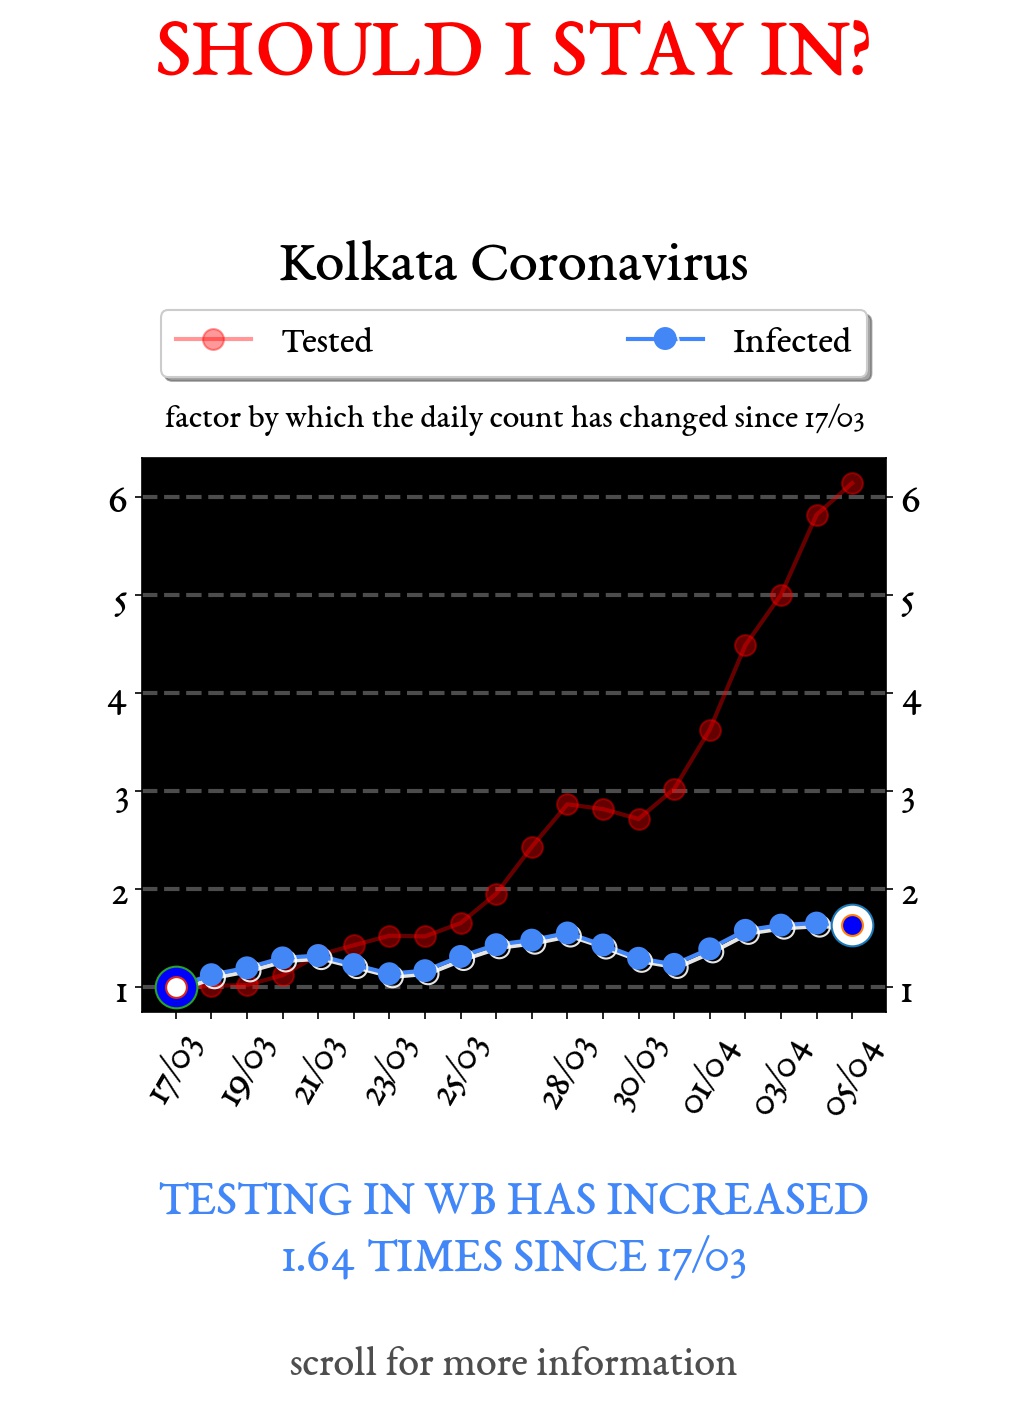 SHOULD I STAY IN?
Kolkata Coronavirus
Tested Infected
factor by which the daily count has changed since 17/03
6 6
5 5
4 4
3 3
2 2
1 1
17/03 19/03 21/03 23/03 25/03 28/03 30/03 01/04 03/04 05/04
TESTING IN WB HAS INCREASED
1.64 TIMES SINCE 17/03
scroll for more information